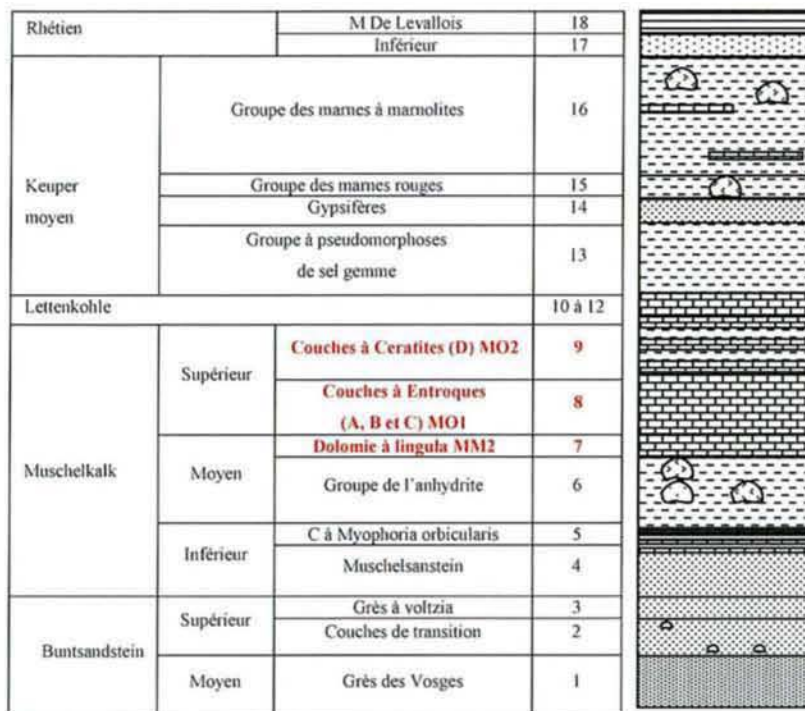 Rhétien
M De Levallois 18
Inférieur 17
Groupe des marnes à marnolites 16
Keuper
moyen
Groupe des marnes rouges 15
Gypsifères 14
Groupe à pseudomorphoses
de sel gemme
13
Lettenkohle 10 à 12
Muschelkalk
Supérieur
Couches à Ceratites (D) MO2 9
Couches à Entroques
(A, B et C) MO1
8
Moyen
Dolomie à lingula MM2 7
Groupe de l'anhydrite 6
Inférieur
C à Myophoria orbicularis 5
Muschelsanstein 4
Buntsandstein
Supérieur
Grès à voltzia 3
Couches de transition 2
Moyen
Grès des Vosges 1